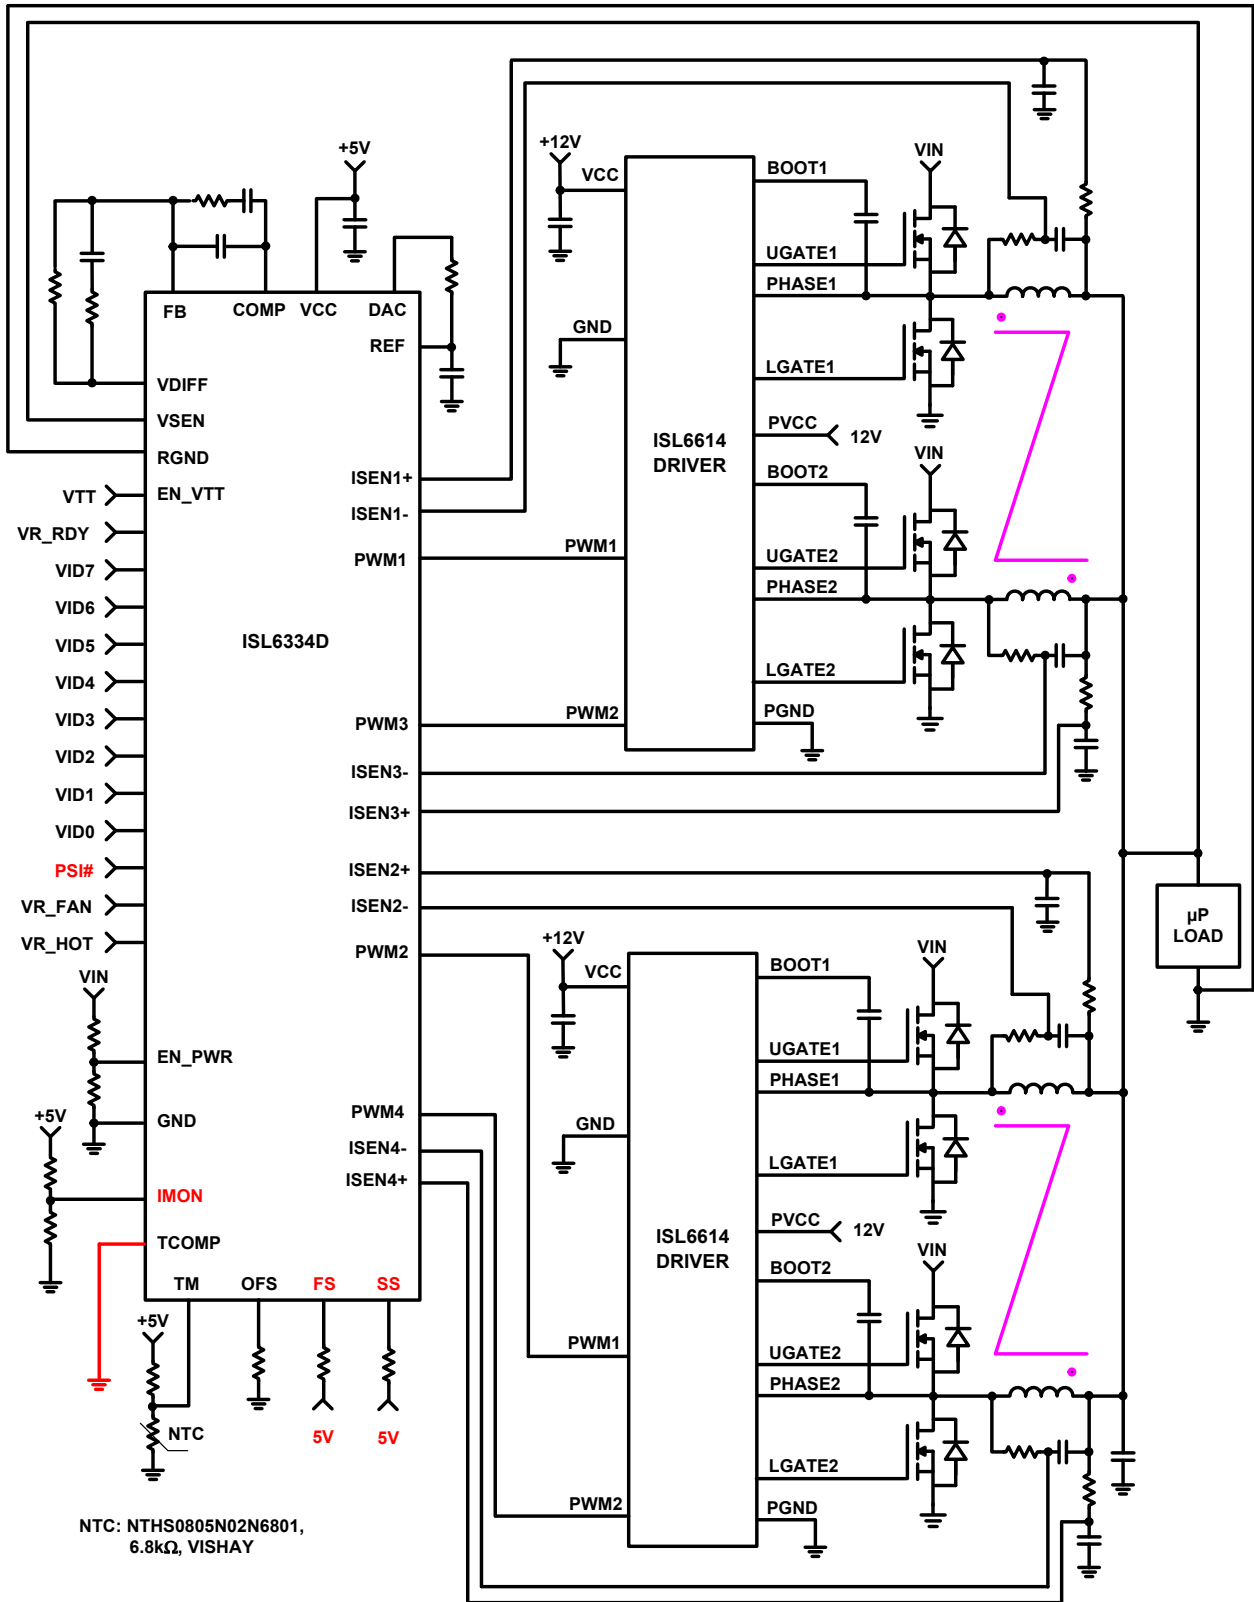 +5V
FB
COMP
VCC
DAC
REF
VDIFF
VSEN
RGND
VTT
EN_VTT
VR_RDY
VID7
VID6
VID5
VID4
VID3
VID2
VID1
VID0
PSI#
VR_FAN
VR_HOT
VIN
EN_PWR
GND
+5V
IMON
TCOMP
TM
OFS
FS
SS
+5V
NTC
5V
5V
ISL6334D
ISEN1+
ISEN1-
PWM1
PWM3
ISEN3-
ISEN3+
ISEN2+
ISEN2-
PWM2
PWM4
ISEN4-
ISEN4+
+12V
VCC
GND
PWM1
PWM2
ISL6614
DRIVER
BOOT1
UGATE1
PHASE1
LGATE1
PVCC
12V
BOOT2
UGATE2
PHASE2
LGATE2
PGND
VIN
VIN
+12V
VCC
GND
PWM1
PWM2
ISL6614
DRIVER
BOOT1
UGATE1
PHASE1
LGATE1
PVCC
12V
BOOT2
UGATE2
PHASE2
LGATE2
PGND
VIN
VIN
µP
LOAD
NTC: NTHS0805N02N6801,
6.8kΩ, VISHAY